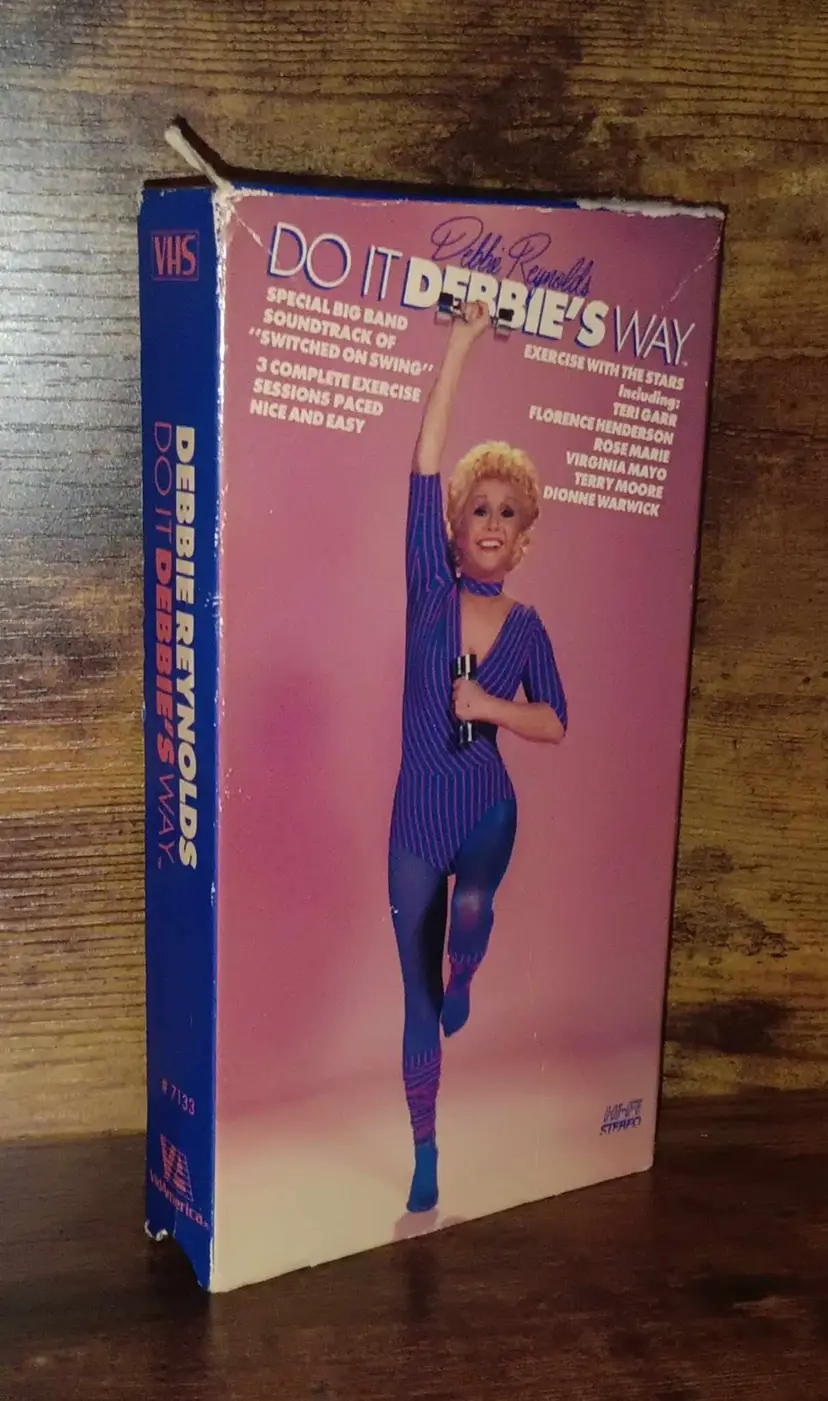 VHS
DEBBIE REYNOLDS
DO IT DEBBIE'S WAY.
# 7133
VidAmerica
Debbie Reynolds
DO IT DEBBIE'S WAY.
SPECIAL BIG BAND
SOUNDTRACK OF
"SWITCHED ON SWING"
3 COMPLETE EXERCISE
SESSIONS PACED
NICE AND EASY
EXERCISE WITH THE STARS
Including:
TERI GARR
FLORENCE HENDERSON
ROSE MARIE
VIRGINIA MAYO
TERRY MOORE
DIONNE WARWICK
HI-FI
STEREO